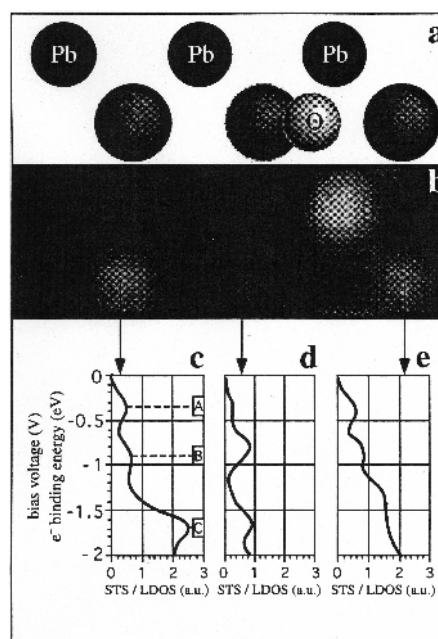 a
Pb Pb Pb
O
b
c d e
0
-0.5
-1
-1.5
-2
A
B
C
bias voltage (V)
e⁻ binding energy (eV)
0 1 2 3 0 1 2 3 0 1 2 3
STS / LDOS (a.u.) STS / LDOS (a.u.) STS / LDOS (a.u.)